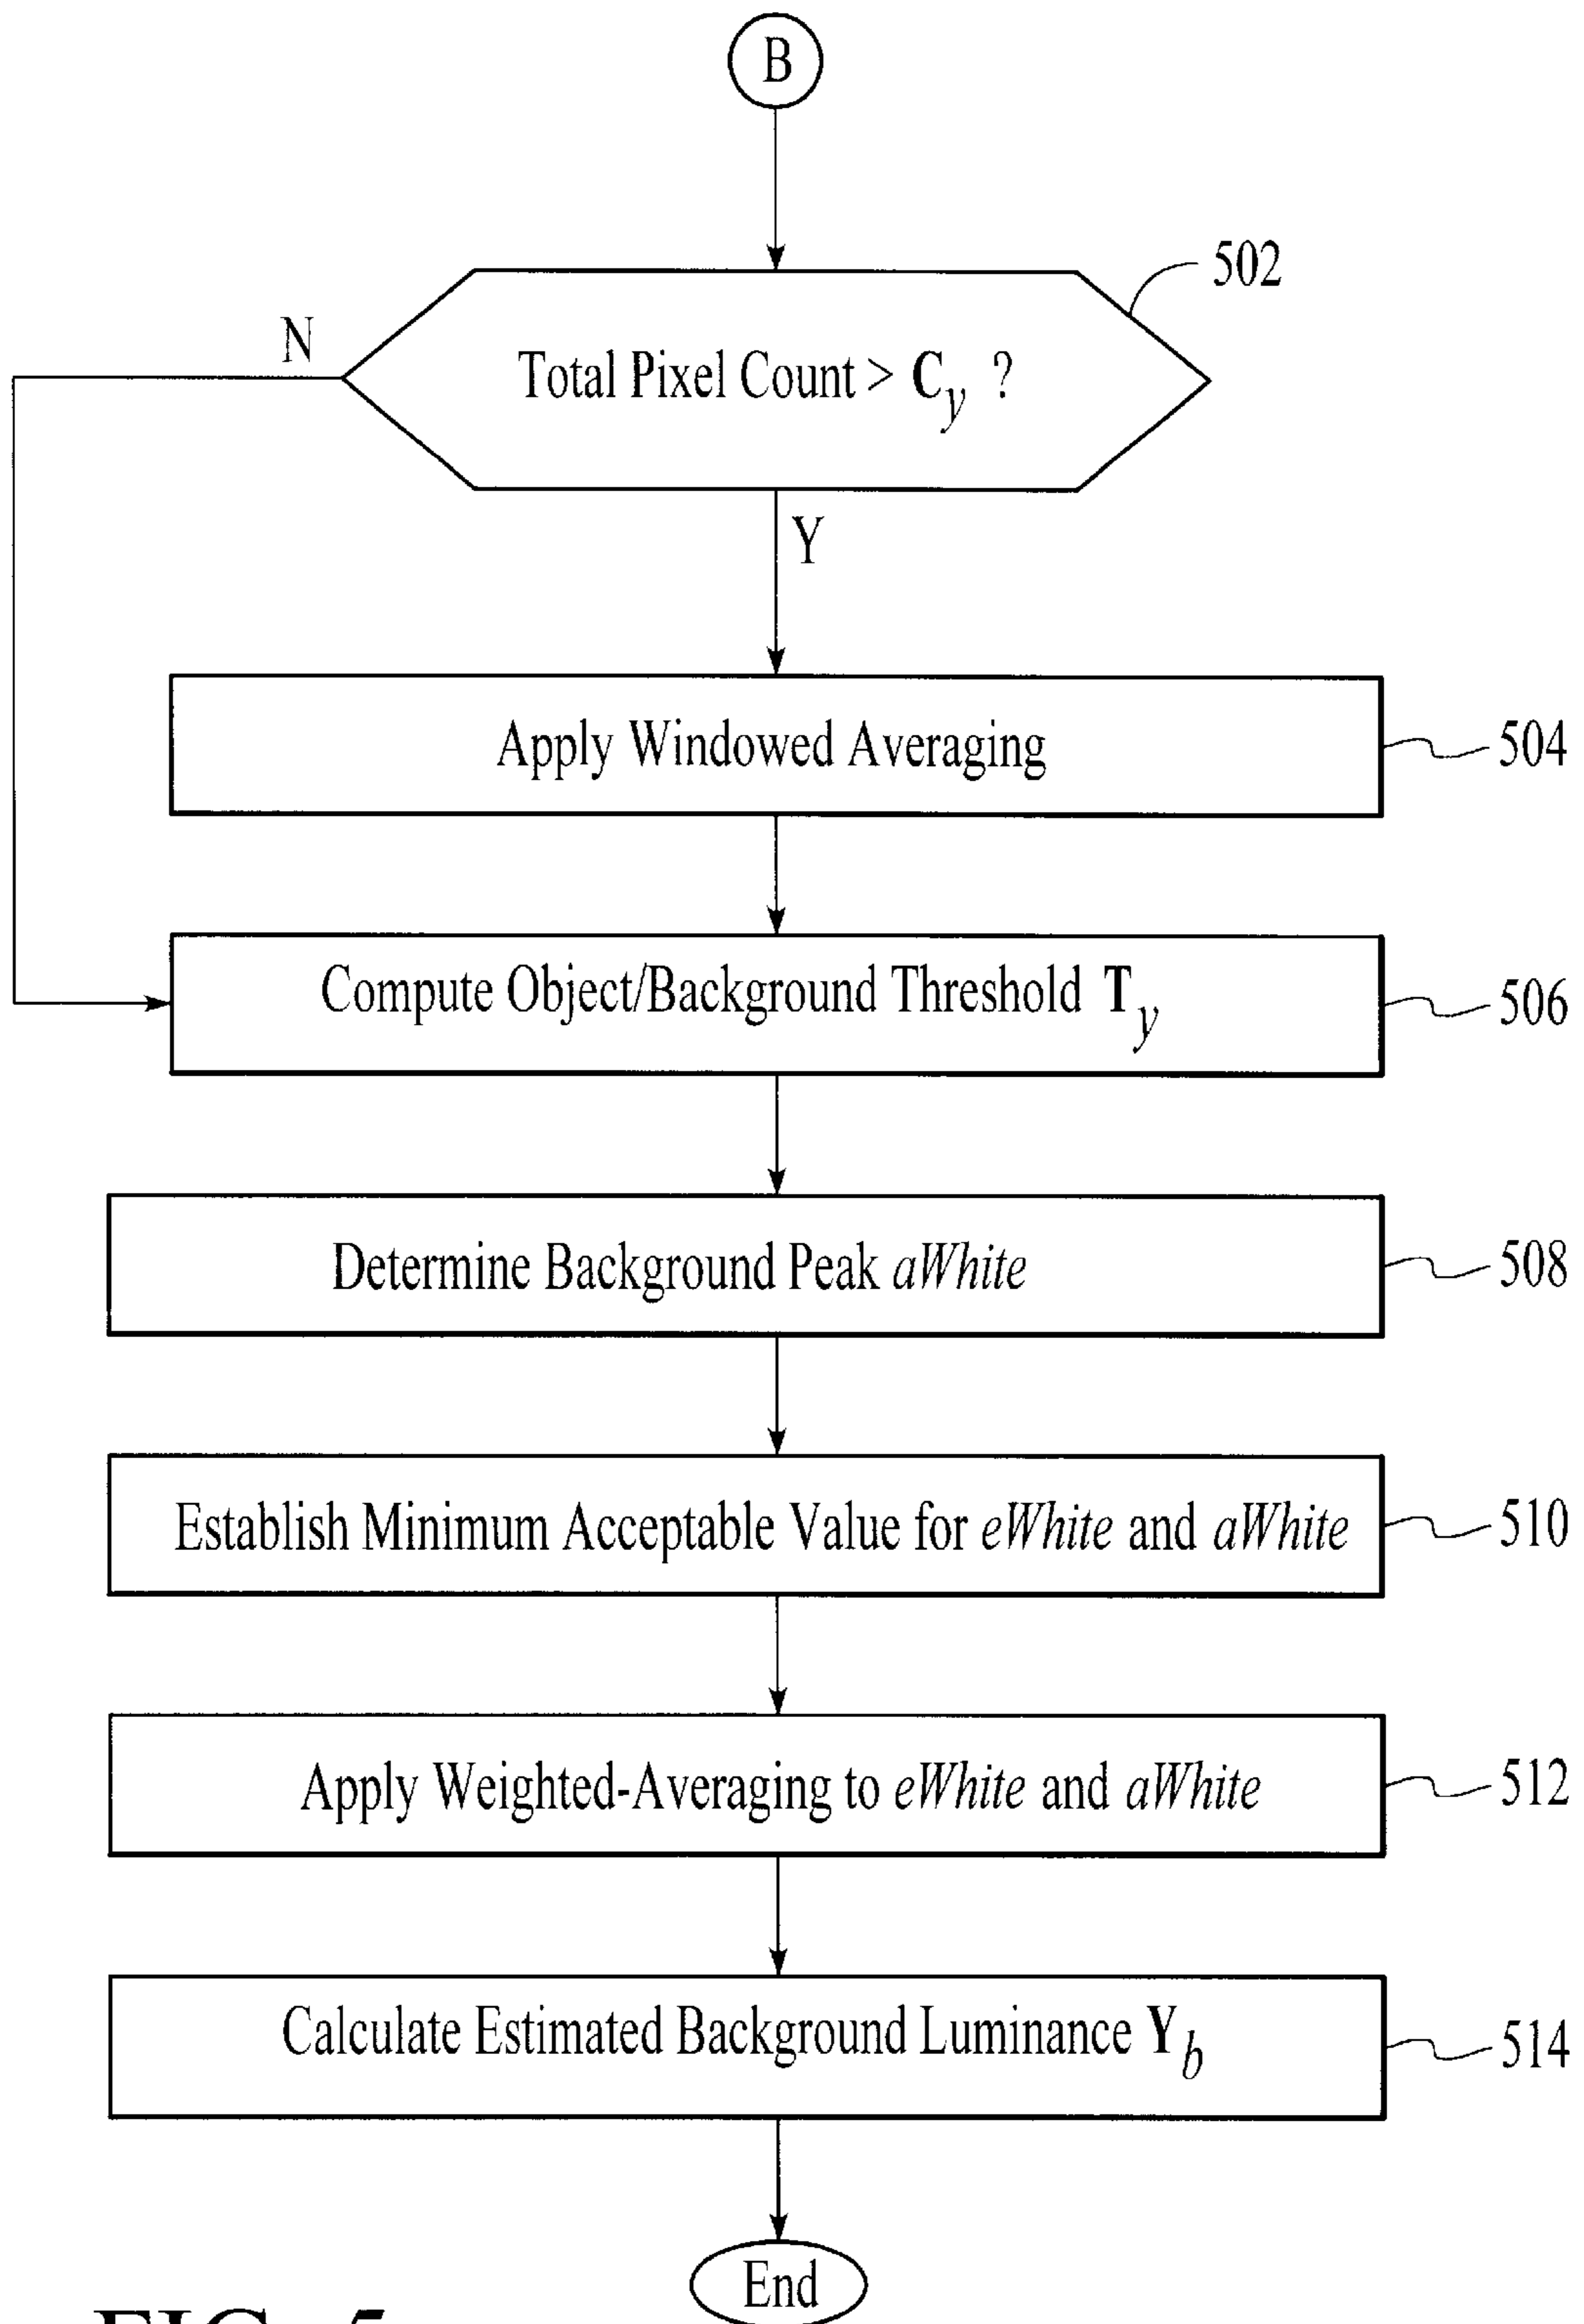 B
502
N
Total Pixel Count > Cy ?
Y
Apply Windowed Averaging
504
Compute Object/Background Threshold Ty
506
Determine Background Peak aWhite
508
Establish Minimum Acceptable Value for eWhite and aWhite
510
Apply Weighted-Averaging to eWhite and aWhite
512
Calculate Estimated Background Luminance Yb
514
End
FIG. 5